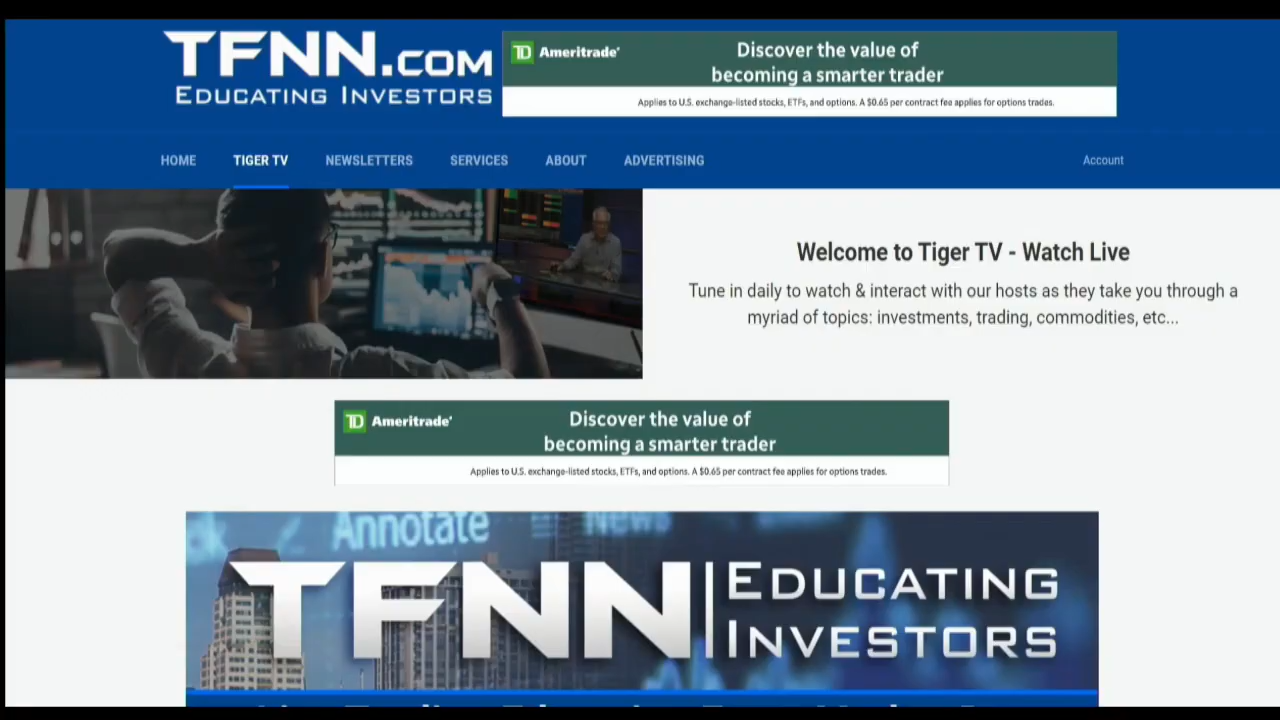 TFNN.COM
EDUCATING INVESTORS
TD Ameritrade
Discover the value of
becoming a smarter trader
Applies to U.S. exchange-listed stocks, ETFs, and options. A $0.65 per contract fee applies for options trades.
HOME TIGER TV NEWSLETTERS SERVICES ABOUT ADVERTISING Account
Welcome to Tiger TV - Watch Live
Tune in daily to watch & interact with our hosts as they take you through a
myriad of topics: investments, trading, commodities, etc...
TD Ameritrade
Discover the value of
becoming a smarter trader
Applies to U.S. exchange-listed stocks, ETFs, and options. A $0.65 per contract fee applies for options trades.
Annotate News
TFNN EDUCATING
INVESTORS